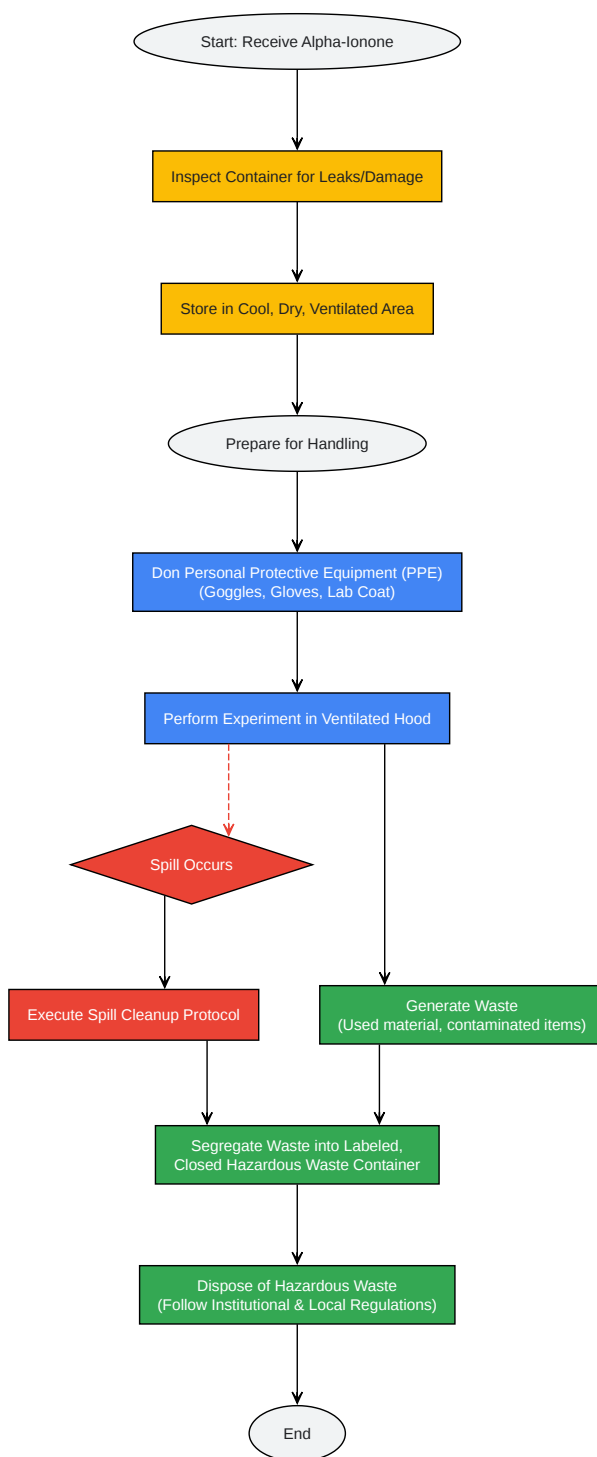 Start: Receive Alpha-Ionone
Inspect Container for Leaks/Damage
Store in Cool, Dry, Ventilated Area
Prepare for Handling
Don Personal Protective Equipment (PPE)
(Goggles, Gloves, Lab Coat)
Perform Experiment in Ventilated Hood
Spill Occurs
Execute Spill Cleanup Protocol
Generate Waste
(Used material, contaminated items)
Segregate Waste into Labeled,
Closed Hazardous Waste Container
Dispose of Hazardous Waste
(Follow Institutional & Local Regulations)
End